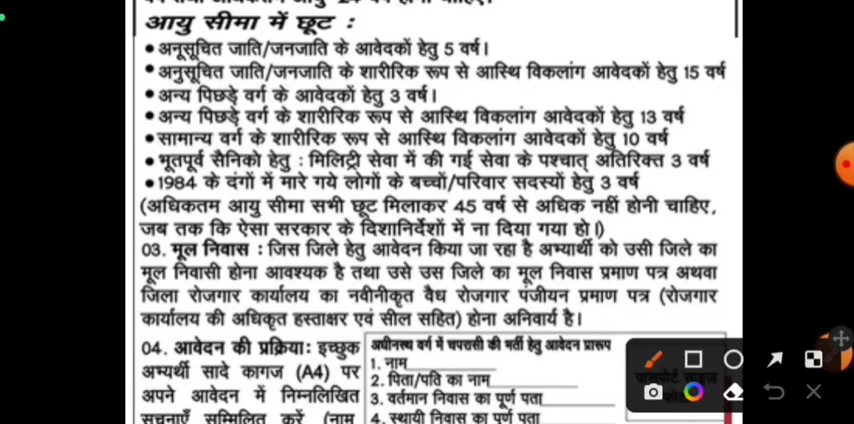 आयु सीमा में छूट :
• अनुसूचित जाति/जनजाति के आवेदकों हेतु 5 वर्ष।
• अनुसुचित जाति/जनजाति के शारीरिक रूप से आस्थि विकलांग आवेदकों हेतु 15 वर्ष
• अन्य पिछड़े वर्ग के आवेदकों हेतु 3 वर्ष।
• अन्य पिछड़े वर्ग के शारीरिक रूप से आस्थि विकलांग आवेदकों हेतु 13 वर्ष
• सामान्य वर्ग के शारीरिक रूप से आस्थि विकलांग आवेदकों हेतु 10 वर्ष
• भूतपूर्व सैनिको हेतु : मिलिट्री सेवा में की गई सेवा के पश्चात् अतिरिक्त 3 वर्ष
• 1984 के दंगों में मारे गये लोगों के बच्चों/परिवार सदस्यों हेतु 3 वर्ष
(अधिकतम आयु सीमा सभी छूट मिलाकर 45 वर्ष से अधिक नहीं होनी चाहिए,
जब तक कि ऐसा सरकार के दिशानिर्देशों में ना दिया गया हो।)
03. मूल निवास : जिस जिले हेतु आवेदन किया जा रहा है अभ्यार्थी को उसी जिले का
मूल निवासी होना आवश्यक है तथा उसे उस जिले का मूल निवास प्रमाण पत्र अथवा
जिला रोजगार कार्यालय का नवीनीकृत वैध रोजगार पंजीयन प्रमाण पत्र (रोजगार
कार्यालय की अधिकृत हस्ताक्षर एवं सील सहित) होना अनिवार्य है।
04. आवेदन की प्रक्रियाः इच्छुक
अभ्यर्थी सादे कागज (A4) पर
अपने आवेदन में निम्नलिखित
सूचनाएँ सम्मिलित करें (नाम
अधीनस्थ वर्ग में चपरासी की भर्ती हेतु आवेदन प्रारूप
1. नाम
2. पिता/पति का नाम
3. वर्तमान निवास का पूर्ण पता
4. स्थायी निवास का पूर्ण पता